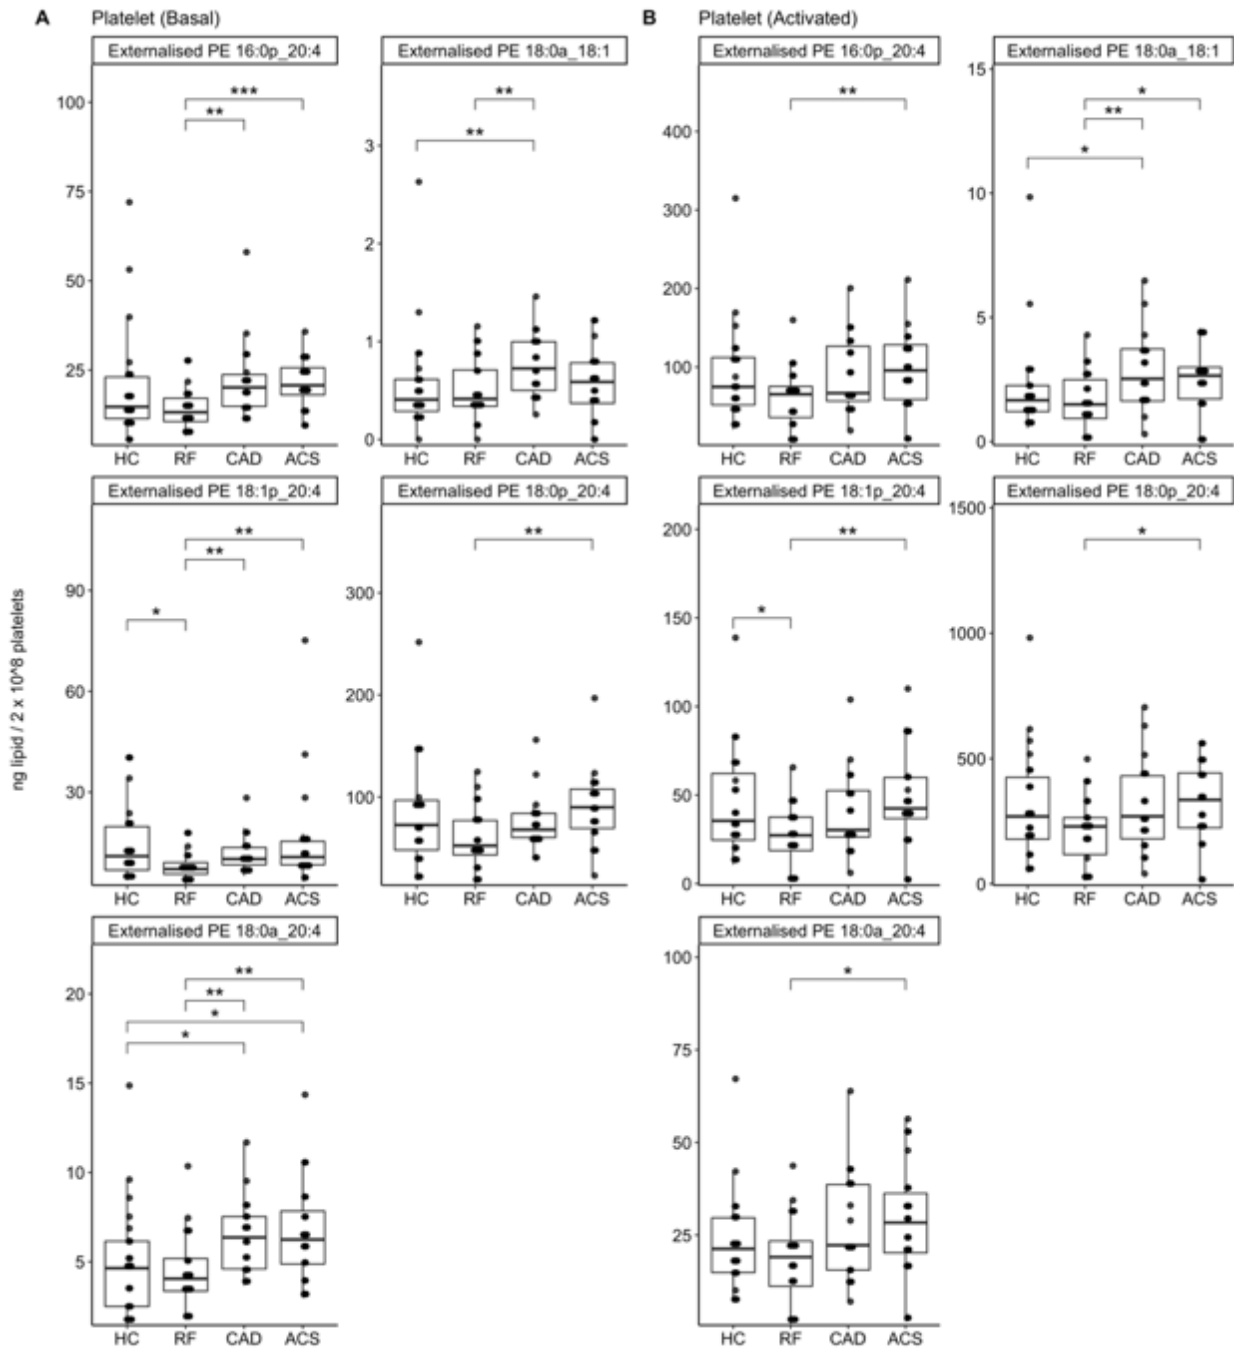 A Platelet (Basal)
B Platelet (Activated)
Externalised PE 16:0p_20:4
Externalised PE 18:0a_18:1
Externalised PE 16:0p_20:4
Externalised PE 18:0a_18:1
100
75
50
25
***
**
HC RF CAD ACS
3
2
1
0
**
**
HC RF CAD ACS
400
300
200
100
**
HC RF CAD ACS
15
10
5
0
*
**
*
HC RF CAD ACS
ng lipid / 2 x 10^8 platelets
Externalised PE 18:1p_20:4
Externalised PE 18:0p_20:4
Externalised PE 18:1p_20:4
Externalised PE 18:0p_20:4
90
60
30
**
**
*
HC RF CAD ACS
300
200
100
**
HC RF CAD ACS
200
150
100
50
0
**
*
HC RF CAD ACS
1500
1000
500
0
*
HC RF CAD ACS
Externalised PE 18:0a_20:4
Externalised PE 18:0a_20:4
20
15
10
5
**
**
*
*
HC RF CAD ACS
100
75
50
25
*
HC RF CAD ACS